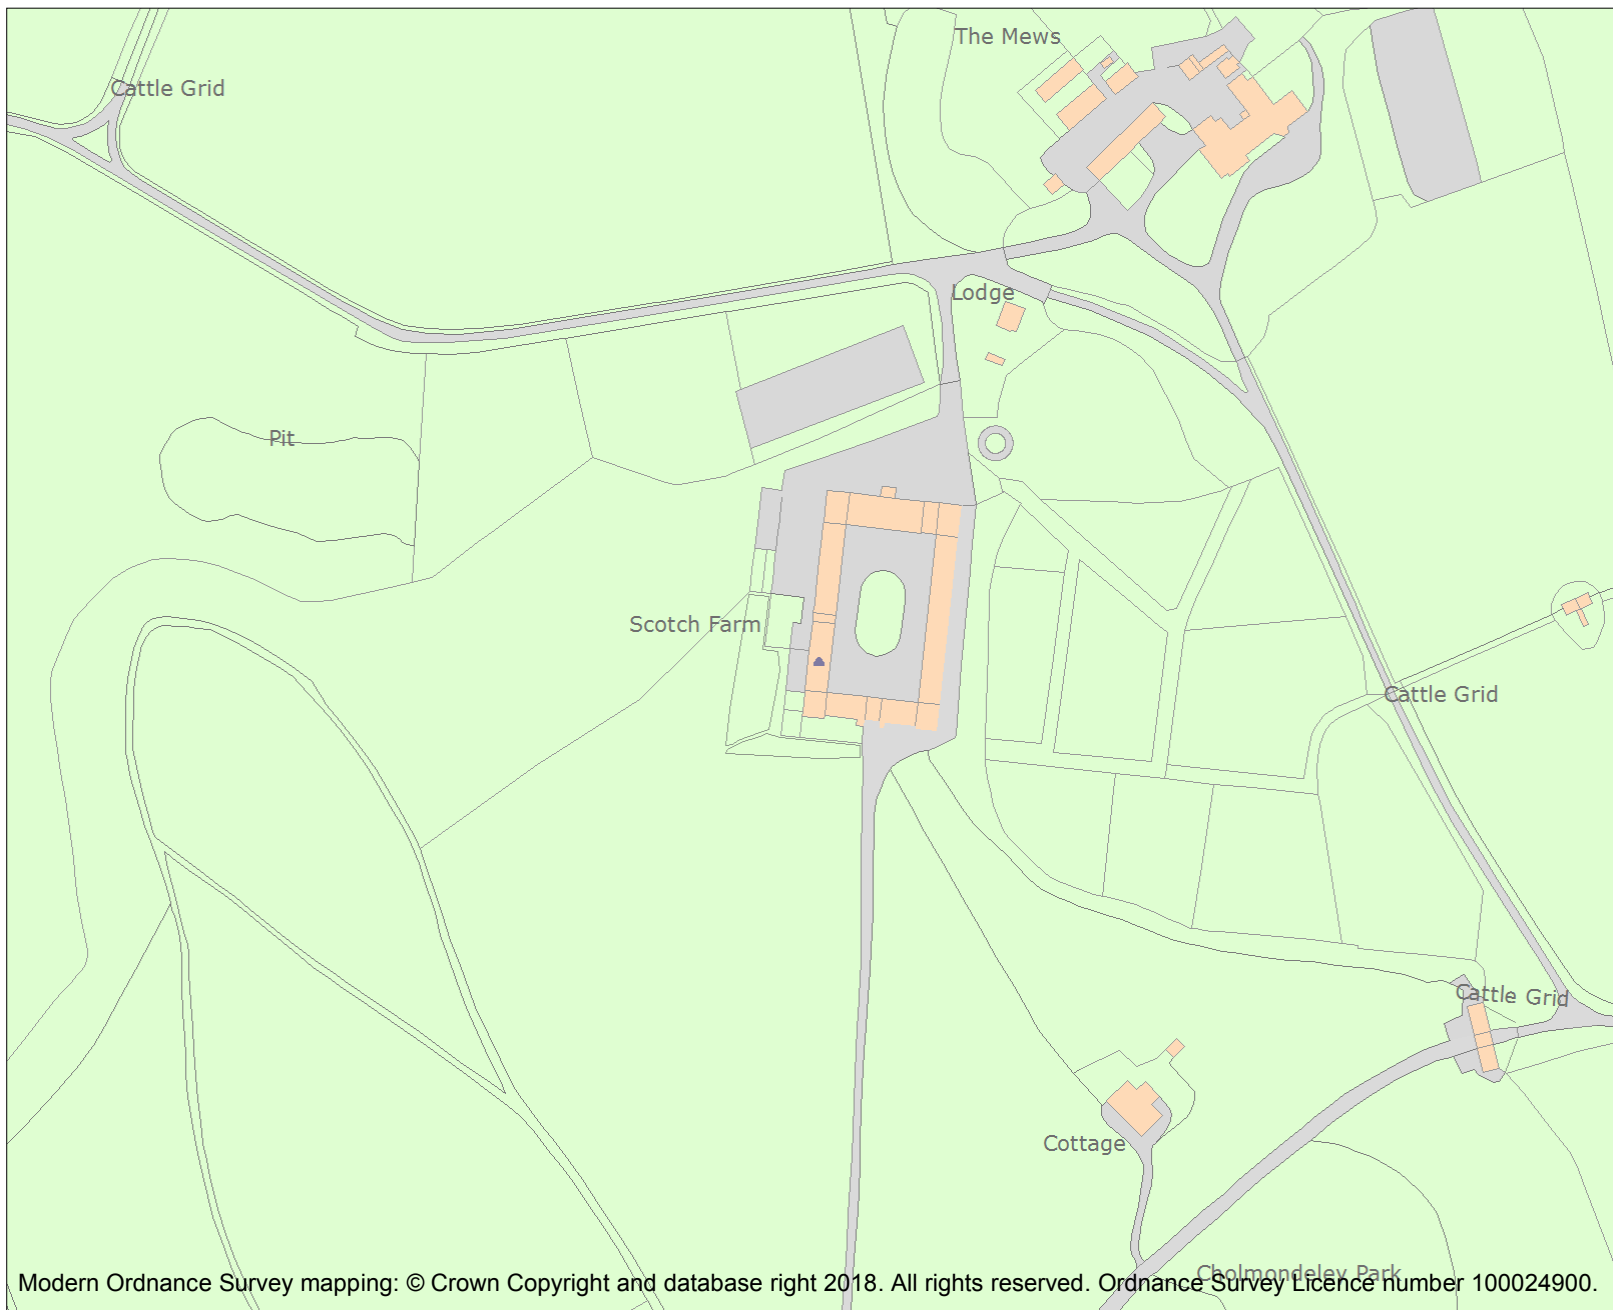 The Mews
Cattle Grid
Lodge
Pit
Scotch Farm
Cattle Grid
Cattle Grid
Cottage
Cholmondeley Park
Modern Ordnance Survey mapping: © Crown Copyright and database right 2018. All rights reserved. Ordnance Survey Licence number 100024900.